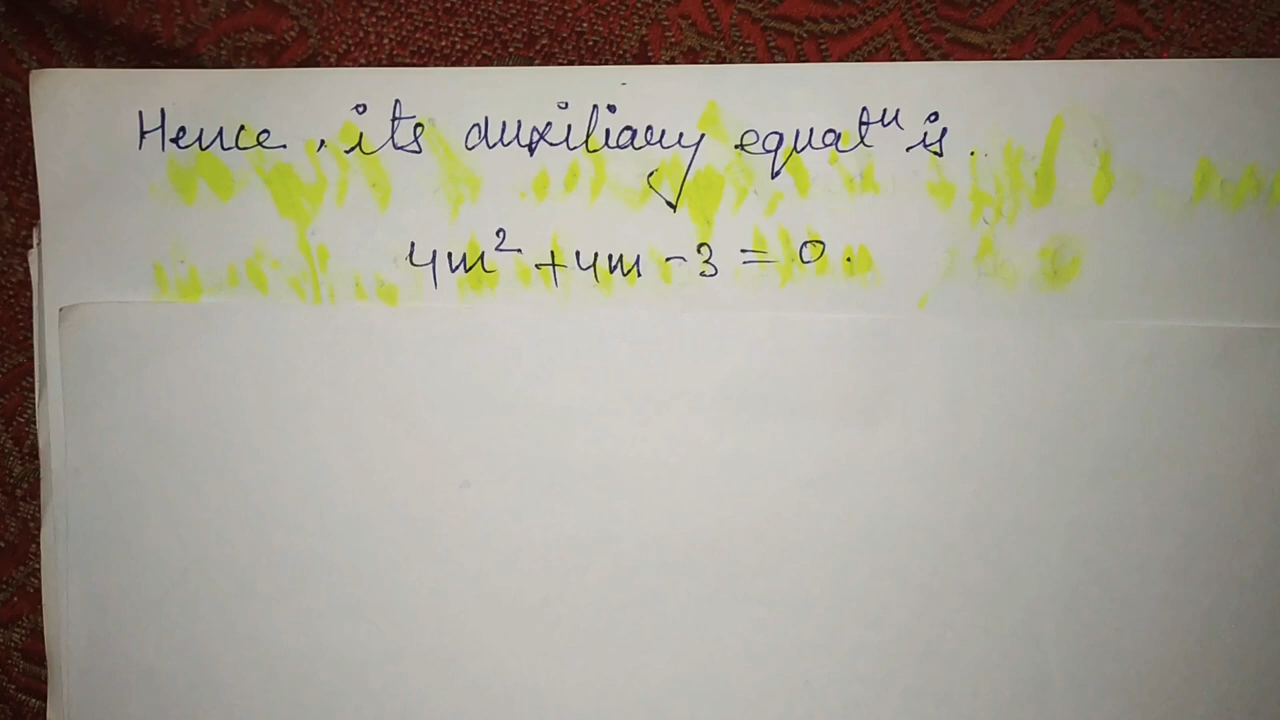 Hence, its auxiliary equatⁿ is.
4m² + 4m - 3 = 0.